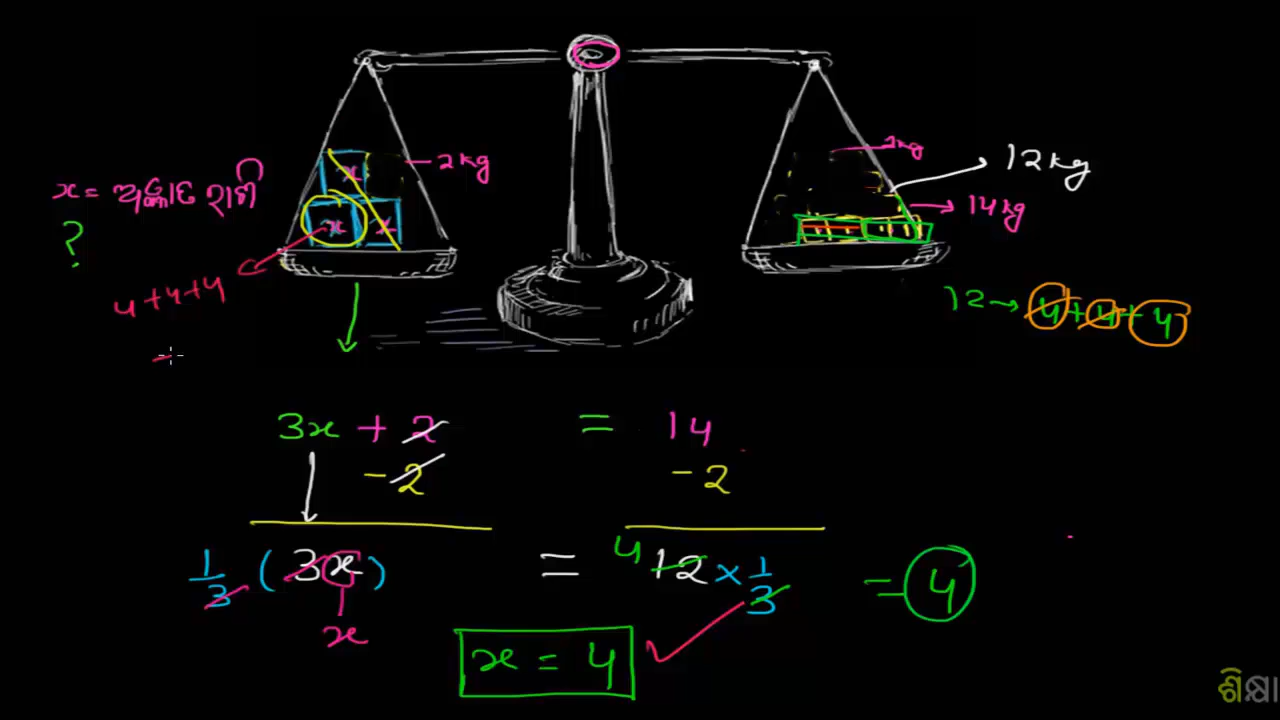 2kg
2kg
12kg
x = ଅଜ୍ଞାତ ରାଶି
14kg
?
4+4+4
12→ 4+4+4
3x + 2 = 14
-2 -2
1/3 (3x) = 4 12 x 1/3 = 4
x
x = 4
ଶିକ୍ଷା